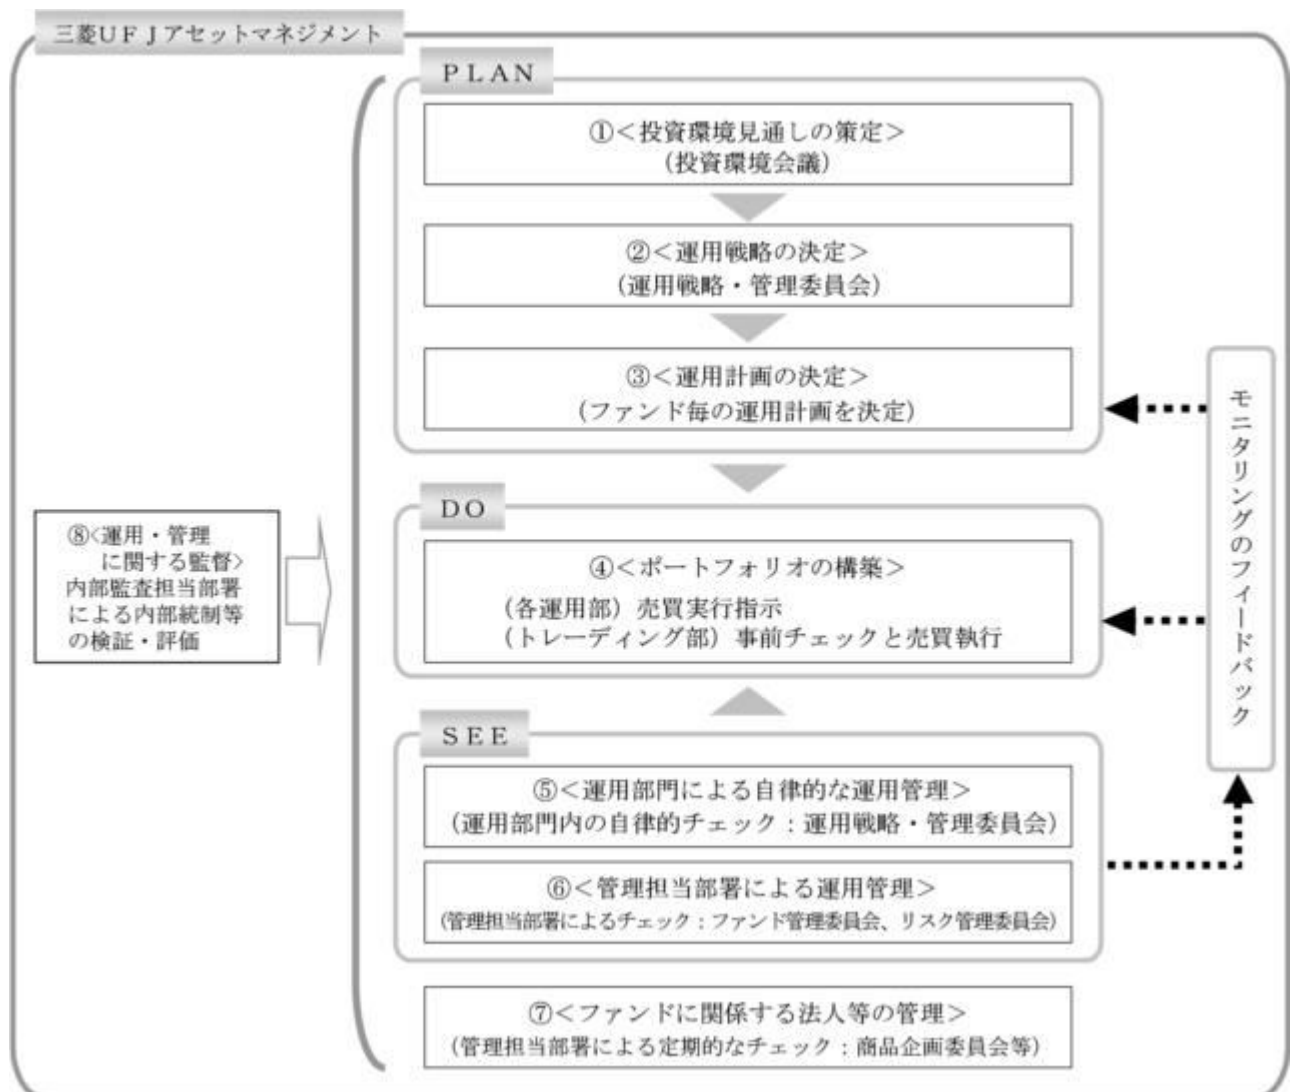 三菱ＵＦＪアセットマネジメント
ＰＬＡＮ
①＜投資環境見通しの策定＞
（投資環境会議）
②＜運用戦略の決定＞
（運用戦略・管理委員会）
③＜運用計画の決定＞
（ファンド毎の運用計画を決定）
ＤＯ
④＜ポートフォリオの構築＞
（各運用部）売買実行指示
（トレーディング部）事前チェックと売買執行
ＳＥＥ
⑤＜運用部門による自律的な運用管理＞
（運用部門内の自律的チェック：運用戦略・管理委員会）
⑥＜管理担当部署による運用管理＞
（管理担当部署によるチェック：ファンド管理委員会、リスク管理委員会）
⑦＜ファンドに関係する法人等の管理＞
（管理担当部署による定期的なチェック：商品企画委員会等）
⑧<運用・管理
に関する監督>
内部監査担当部署
による内部統制等
の検証・評価
モニタリングのフィードバック